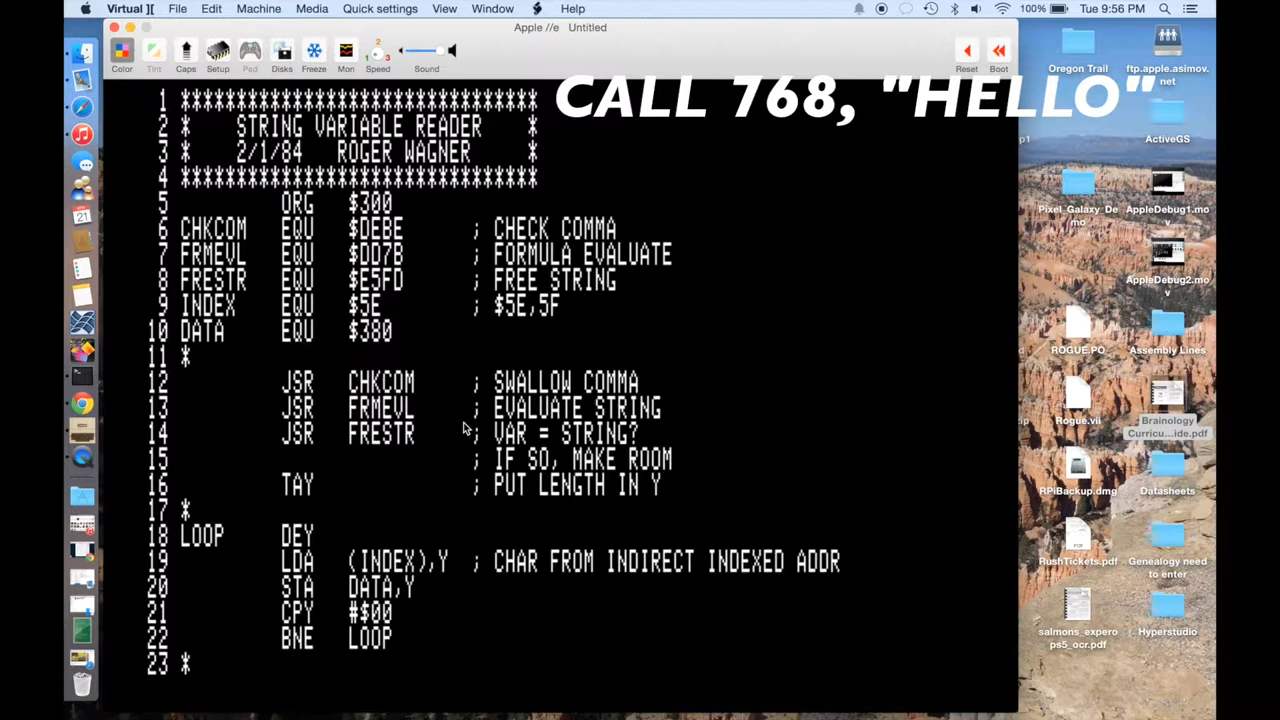 Virtual ][ File Edit Machine Media Quick settings View Window Help 100% Tue 9:56 PM
Apple //e Untitled
Color Tint Caps Setup Pad Disks Freeze Mon Speed Sound Reset Boot
CALL 768, "HELLO"
1 *****************************
2 * STRING VARIABLE READER *
3 * 2/1/84 ROGER WAGNER *
4 *****************************
5 ORG $300
6 CHKCOM EQU $DEBE ; CHECK COMMA
7 FRMEVL EQU $DD7B ; FORMULA EVALUATE
8 FRESTR EQU $E5FD ; FREE STRING
9 INDEX EQU $5E ; $5E,5F
10 DATA EQU $380
11 *
12 JSR CHKCOM ; SWALLOW COMMA
13 JSR FRMEVL ; EVALUATE STRING
14 JSR FRESTR ; VAR = STRING?
15 ; IF SO, MAKE ROOM
16 TAY ; PUT LENGTH IN Y
17 *
18 LOOP DEY
19 LDA (INDEX),Y ; CHAR FROM INDIRECT INDEXED ADDR
20 STA DATA,Y
21 CPY #$00
22 BNE LOOP
23 *
Oregon Trail
ftp.apple.asimov.
net
ActiveGS
Pixel_Galaxy_De
mo
AppleDebug1.mo
v
AppleDebug2.mo
v
ROGUE.PO
Assembly Lines
Rogue.vii
Brainology
Curricu...ide.pdf
RPiBackup.dmg
Datasheets
RushTickets.pdf
Genealogy need
to enter
salmons_expero
ps5_ocr.pdf
Hyperstudio